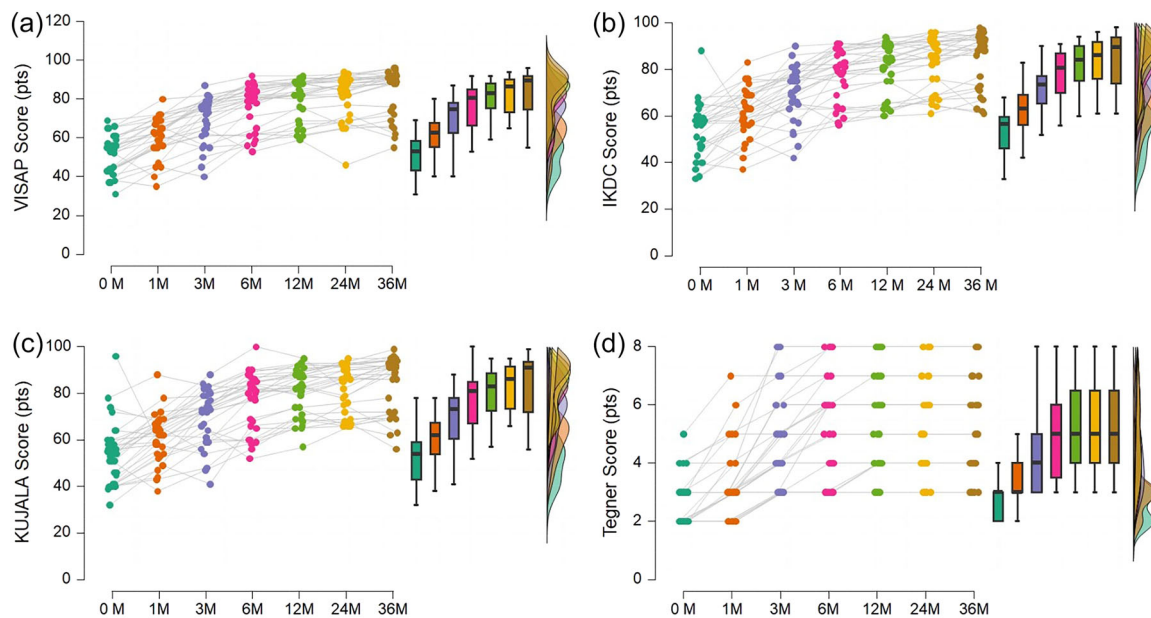 (a)
VISAP Score (pts)
120
100
80
60
40
20
0
0 M 1M 3M 6M 12M 24M 36M
(b)
IKDC Score (pts)
100
80
60
40
20
0
0 M 1 M 3 M 6 M 12 M 24 M 36 M
(c)
KUJALA Score (pts)
100
80
60
40
20
0
0 M 1M 3M 6M 12M 24M 36M
(d)
Tegner Score (pts)
8
6
4
2
0
0 M 1M 3M 6M 12M 24M 36M